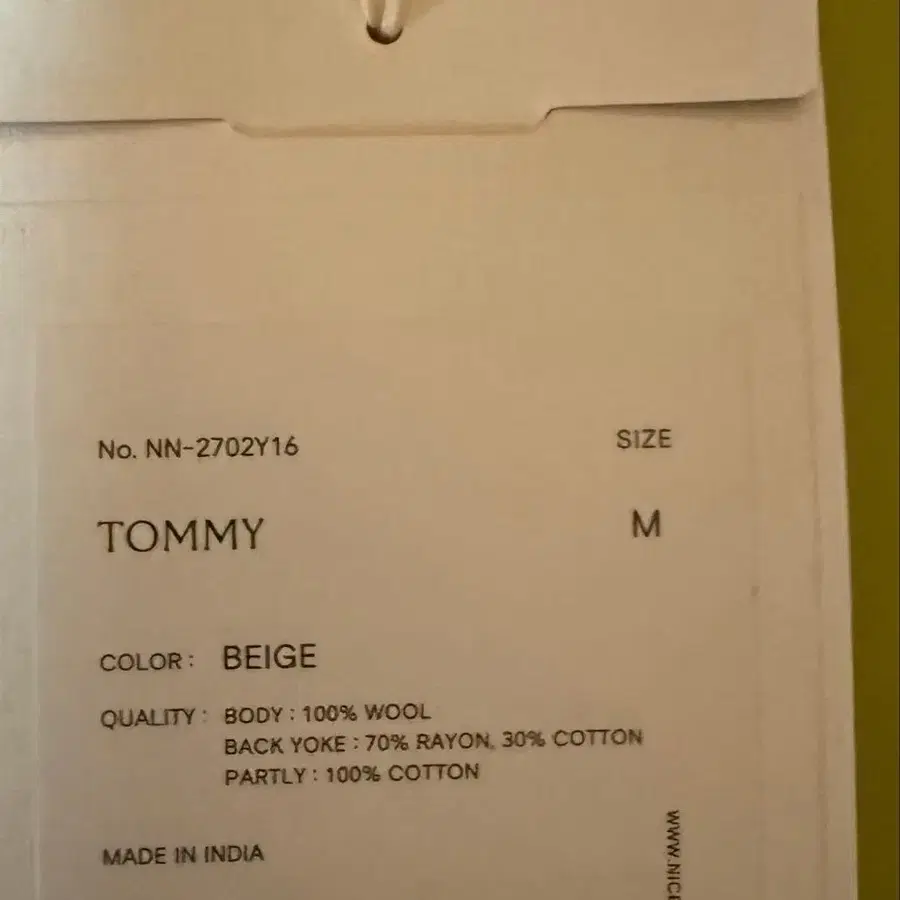 No. NN-2702Y16
SIZE
TOMMY
M
COLOR : BEIGE
QUALITY : BODY : 100% WOOL
BACK YOKE : 70% RAYON, 30% COTTON
PARTLY : 100% COTTON
MADE IN INDIA